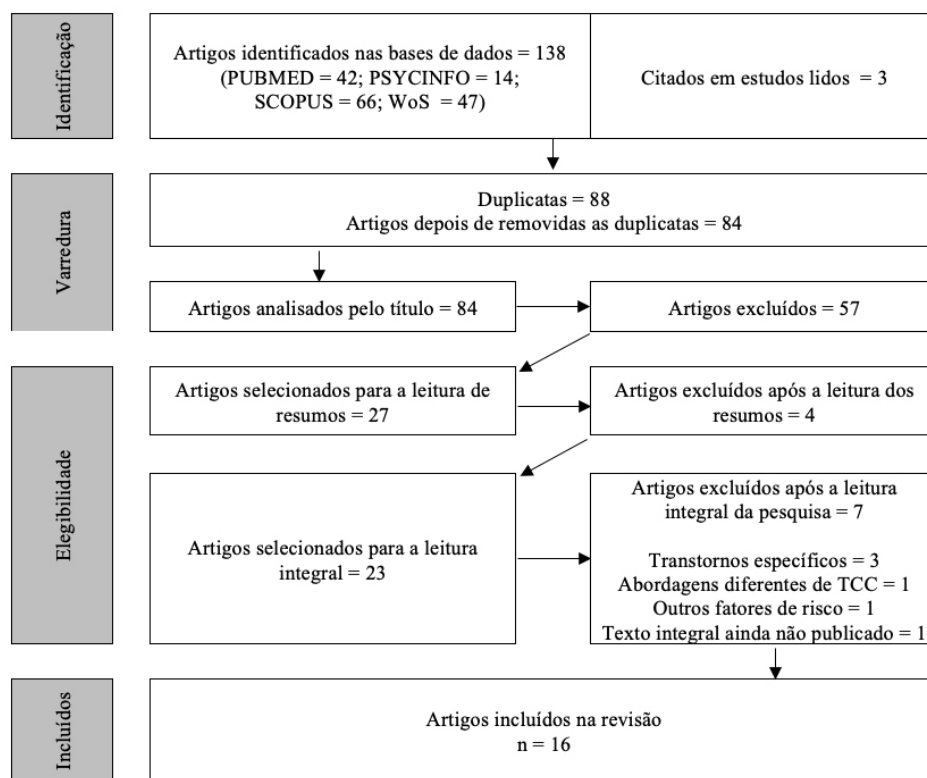 Identificação
Artigos identificados nas bases de dados = 138
(PUBMED = 42; PSYCINFO = 14;
SCOPUS = 66; WoS = 47)
Citados em estudos lidos = 3
Varredura
Duplicatas = 88
Artigos depois de removidas as duplicatas = 84
Artigos analisados pelo título = 84
Artigos excluídos = 57
Elegibilidade
Artigos selecionados para a leitura de
resumos = 27
Artigos excluídos após a leitura dos
resumos = 4
Artigos selecionados para a leitura
integral = 23
Artigos excluídos após a leitura
integral da pesquisa = 7
Transtornos específicos = 3
Abordagens diferentes de TCC = 1
Outros fatores de risco = 1
Texto integral ainda não publicado = 1
Incluídos
Artigos incluídos na revisão
n = 16